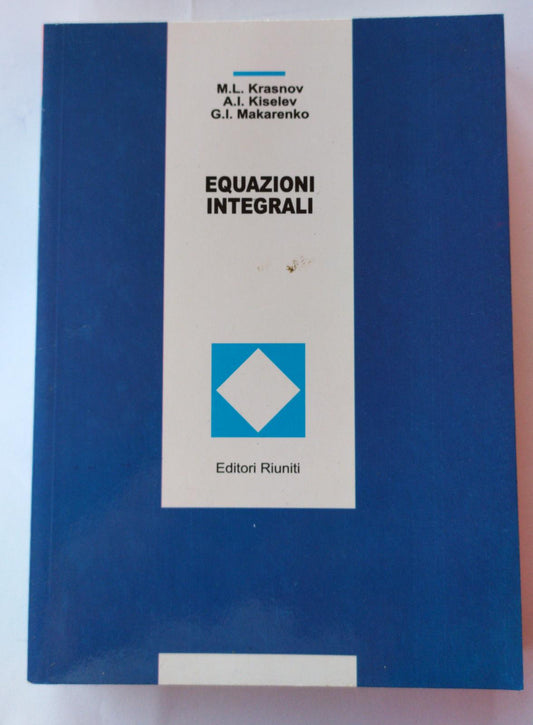 M.L. Krasnov
A.I. Kiselev
G.I. Makarenko
EQUAZIONI
INTEGRALI
Editori Riuniti